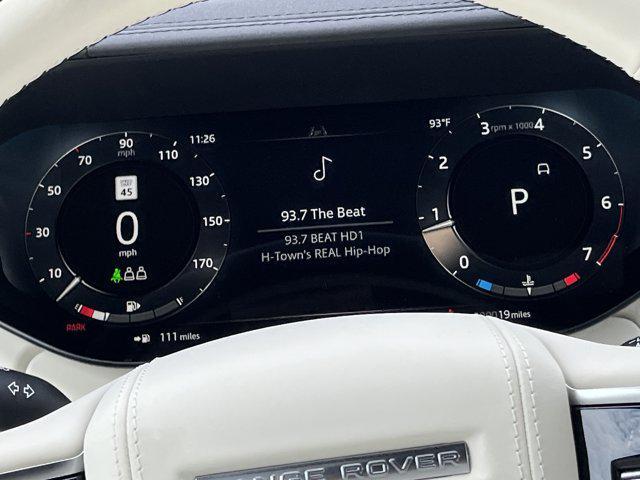 90
mph
70
110
50
130
30
150
10
170
11:26
45
0
mph
F
PARK
111 miles
93.7 The Beat
93.7 BEAT HD1
H-Town's REAL Hip-Hop
93°F
3 rpm x 1000 4
2
5
1
6
0
7
P
19 miles
RANGE ROVER